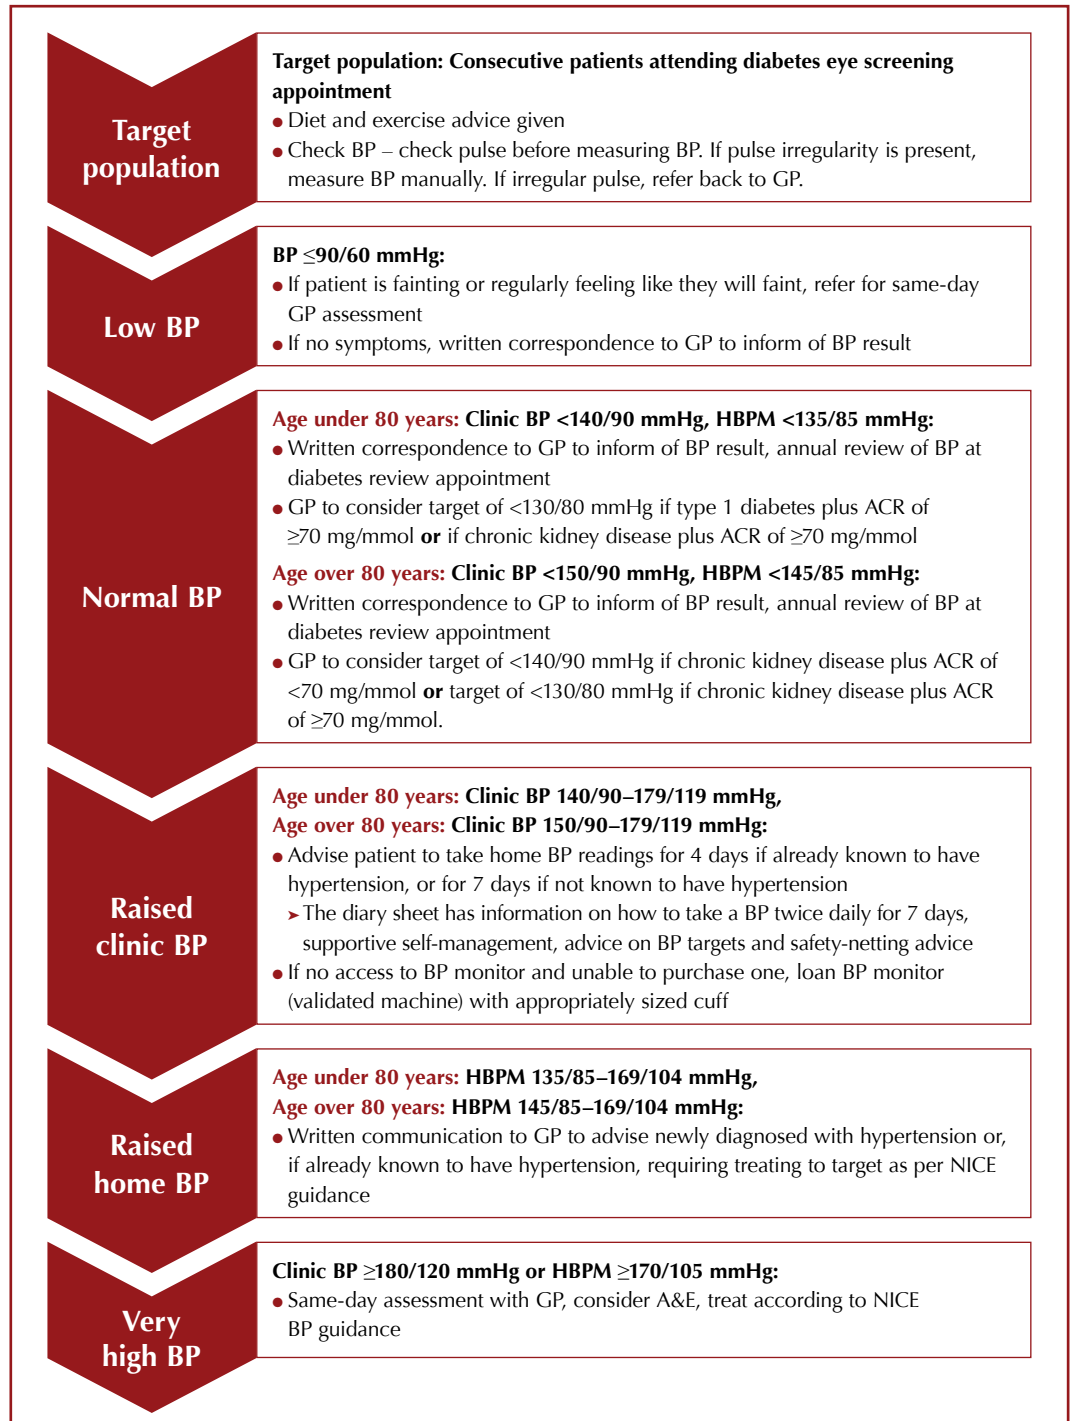 Target
population
Target population: Consecutive patients attending diabetes eye screening
appointment
● Diet and exercise advice given
● Check BP – check pulse before measuring BP. If pulse irregularity is present,
measure BP manually. If irregular pulse, refer back to GP.
Low BP
BP ≤90/60 mmHg:
● If patient is fainting or regularly feeling like they will faint, refer for same-day
GP assessment
● If no symptoms, written correspondence to GP to inform of BP result
Normal BP
Age under 80 years: Clinic BP <140/90 mmHg, HBPM <135/85 mmHg:
● Written correspondence to GP to inform of BP result, annual review of BP at
diabetes review appointment
● GP to consider target of <130/80 mmHg if type 1 diabetes plus ACR of
≥70 mg/mmol or if chronic kidney disease plus ACR of ≥70 mg/mmol
Age over 80 years: Clinic BP <150/90 mmHg, HBPM <145/85 mmHg:
● Written correspondence to GP to inform of BP result, annual review of BP at
diabetes review appointment
● GP to consider target of <140/90 mmHg if chronic kidney disease plus ACR of
<70 mg/mmol or target of <130/80 mmHg if chronic kidney disease plus ACR
of ≥70 mg/mmol.
Raised
clinic BP
Age under 80 years: Clinic BP 140/90–179/119 mmHg,
Age over 80 years: Clinic BP 150/90–179/119 mmHg:
● Advise patient to take home BP readings for 4 days if already known to have
hypertension, or for 7 days if not known to have hypertension
➤ The diary sheet has information on how to take a BP twice daily for 7 days,
supportive self-management, advice on BP targets and safety-netting advice
● If no access to BP monitor and unable to purchase one, loan BP monitor
(validated machine) with appropriately sized cuff
Raised
home BP
Age under 80 years: HBPM 135/85–169/104 mmHg,
Age over 80 years: HBPM 145/85–169/104 mmHg:
● Written communication to GP to advise newly diagnosed with hypertension or,
if already known to have hypertension, requiring treating to target as per NICE
guidance
Very
high BP
Clinic BP ≥180/120 mmHg or HBPM ≥170/105 mmHg:
● Same-day assessment with GP, consider A&E, treat according to NICE
BP guidance